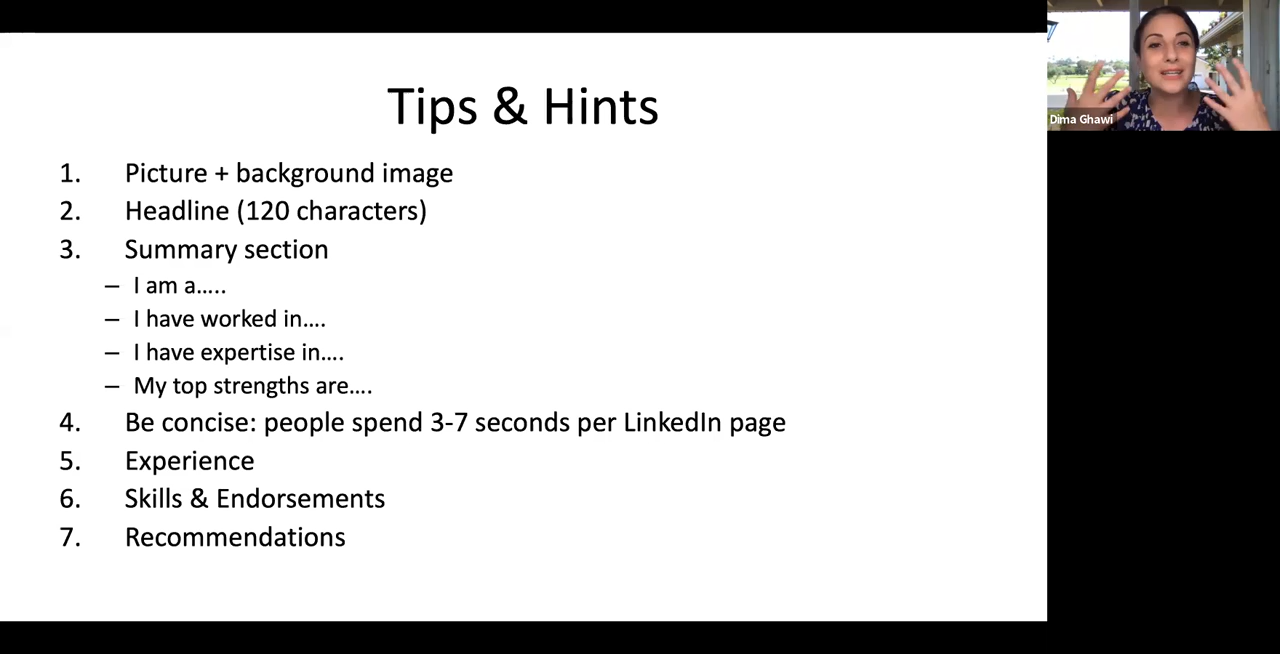 Tips & Hints
1. Picture + background image
2. Headline (120 characters)
3. Summary section
– I am a…..
– I have worked in….
– I have expertise in….
– My top strengths are….
4. Be concise: people spend 3-7 seconds per LinkedIn page
5. Experience
6. Skills & Endorsements
7. Recommendations
Dima Ghawi